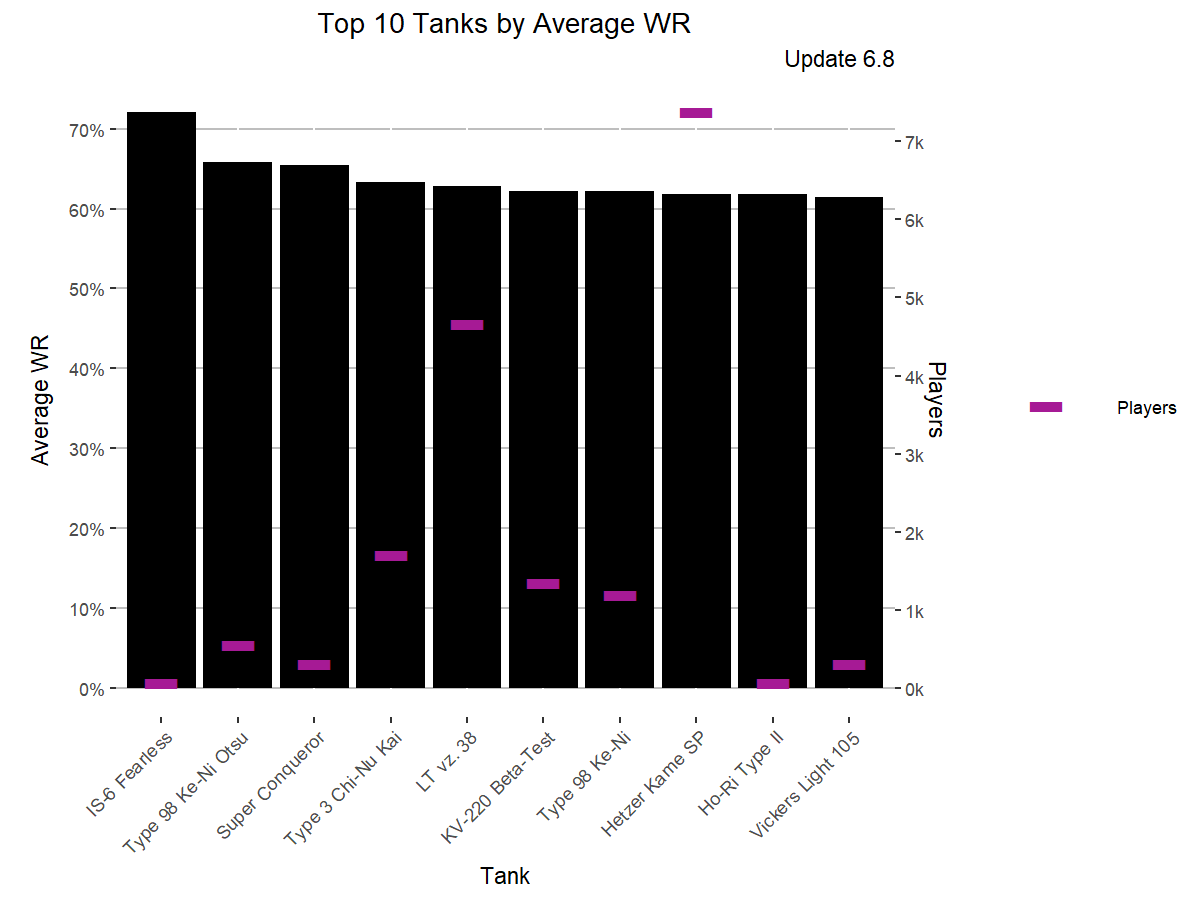 Top 10 Tanks by Average WR
Update 6.8
Average WR
70%
60%
50%
40%
30%
20%
10%
0%
7k
6k
5k
4k
3k
2k
1k
0k
Players
Players
IS-6 Fearless
Type 98 Ke-Ni Otsu
Super Conqueror
Type 3 Chi-Nu Kai
LT vz. 38
KV-220 Beta-Test
Type 98 Ke-Ni
Hetzer Kame SP
Ho-Ri Type II
Vickers Light 105
Tank